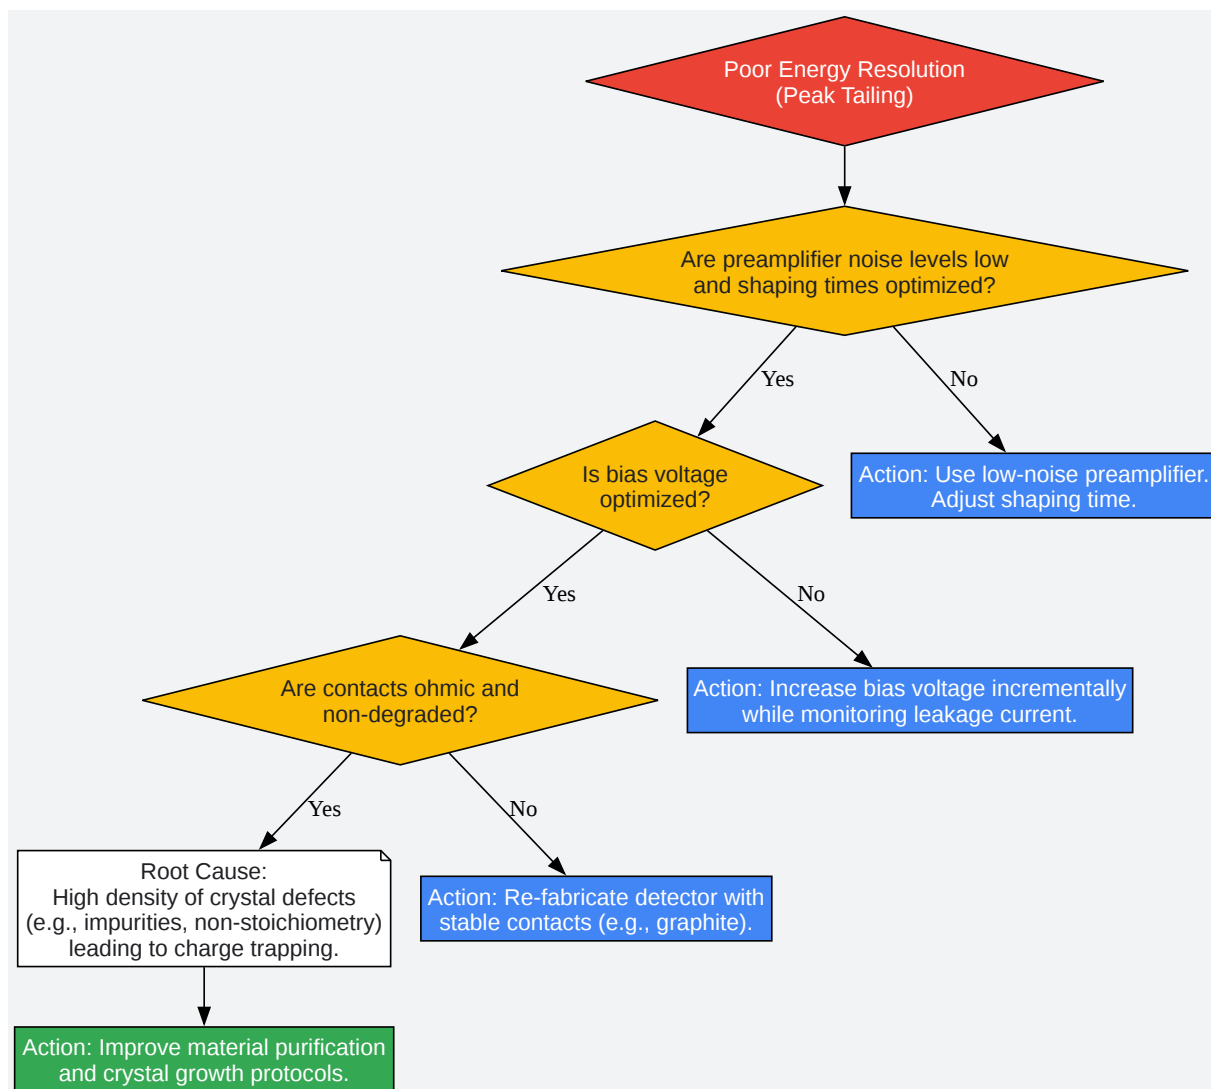 Poor Energy Resolution
(Peak Tailing)
Are preamplifier noise levels low
and shaping times optimized?
Yes
No
Is bias voltage
optimized?
Action: Use low-noise preamplifier.
Adjust shaping time.
Yes
No
Are contacts ohmic and
non-degraded?
Action: Increase bias voltage incrementally
while monitoring leakage current.
Yes
No
Root Cause:
High density of crystal defects
(e.g., impurities, non-stoichiometry)
leading to charge trapping.
Action: Re-fabricate detector with
stable contacts (e.g., graphite).
Action: Improve material purification
and crystal growth protocols.